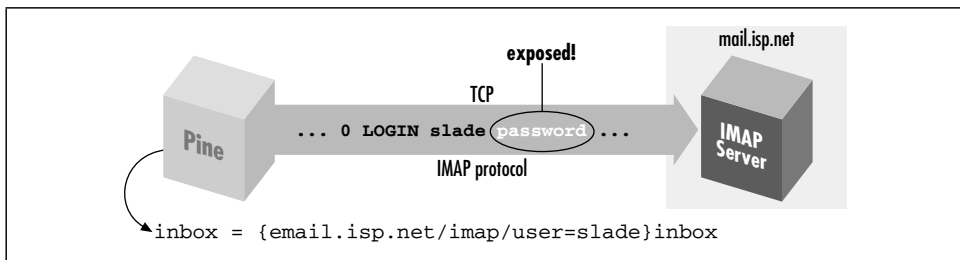 mail.isp.net
exposed!
TCP
Pine
... 0 LOGIN slade password ...
IMAP
Server
IMAP protocol
inbox = {email.isp.net/imap/user=slade}inbox